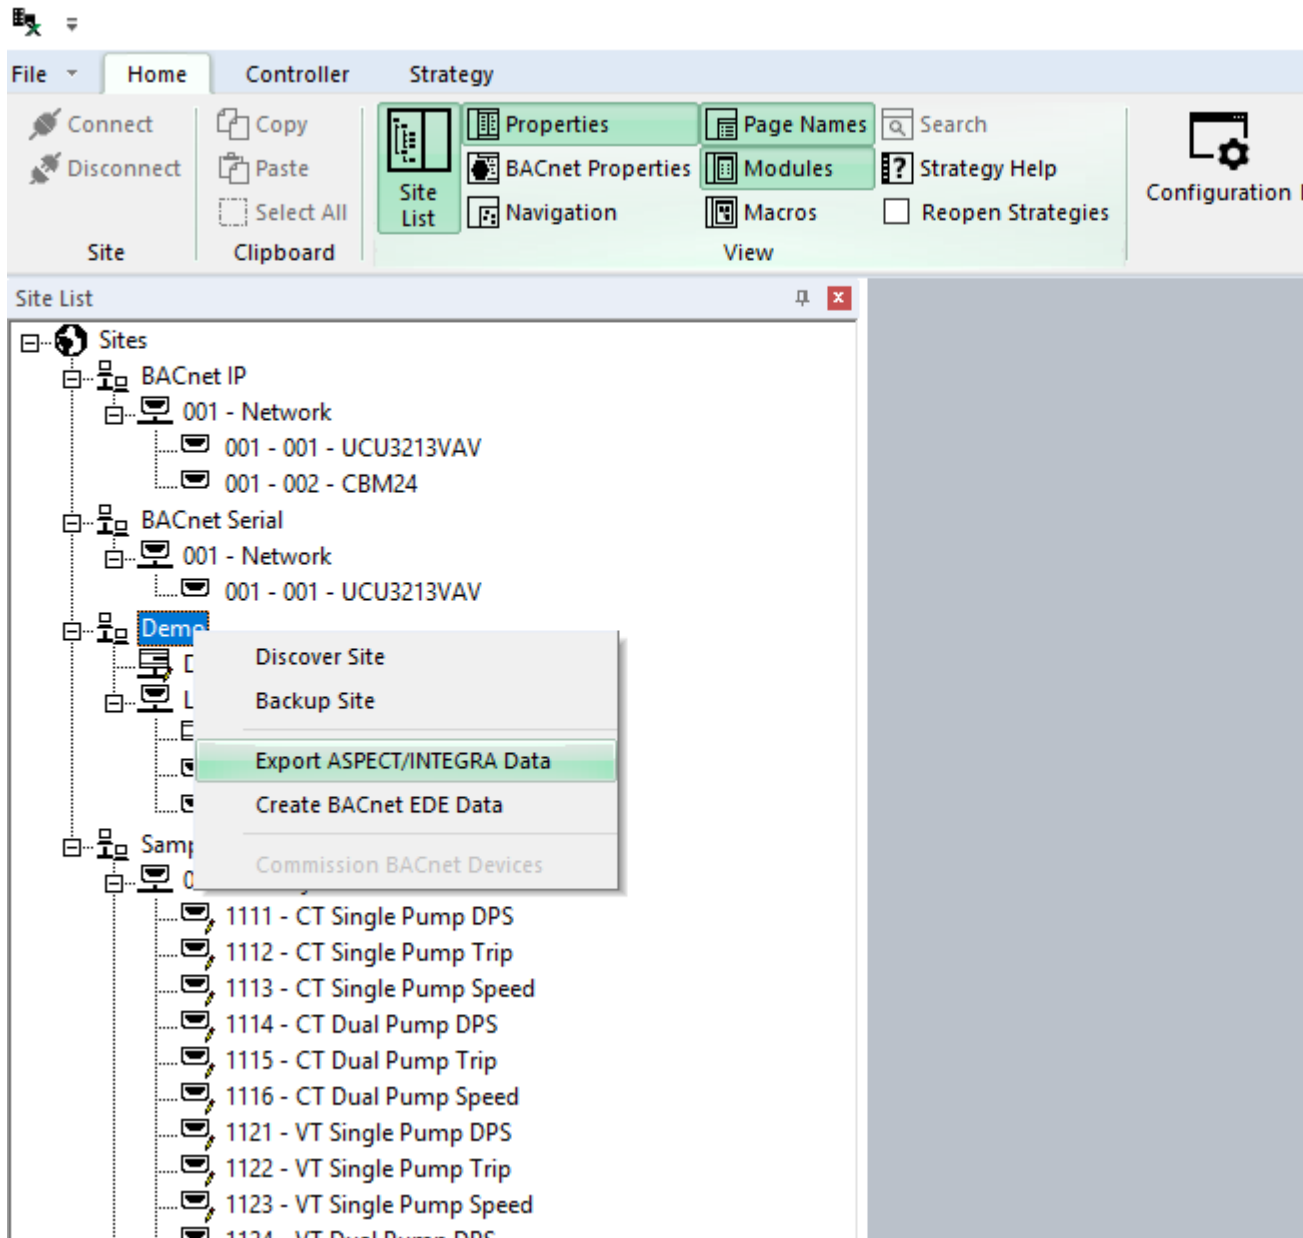 File Home Controller Strategy
Connect Copy Properties Page Names Search
Disconnect Paste BACnet Properties Modules Strategy Help
Select All Site List Navigation Macros Reopen Strategies Configuration
Site Clipboard View
Site List
Sites
BACnet IP
001 - Network
001 - 001 - UCU3213VAV
001 - 002 - CBM24
BACnet Serial
001 - Network
001 - 001 - UCU3213VAV
Demo
Discover Site
Backup Site
Export ASPECT/INTEGRA Data
Create BACnet EDE Data
Commission BACnet Devices
1111 - CT Single Pump DPS
1112 - CT Single Pump Trip
1113 - CT Single Pump Speed
1114 - CT Dual Pump DPS
1115 - CT Dual Pump Trip
1116 - CT Dual Pump Speed
1121 - VT Single Pump DPS
1122 - VT Single Pump Trip
1123 - VT Single Pump Speed
1124 - VT Dual Pump DPS